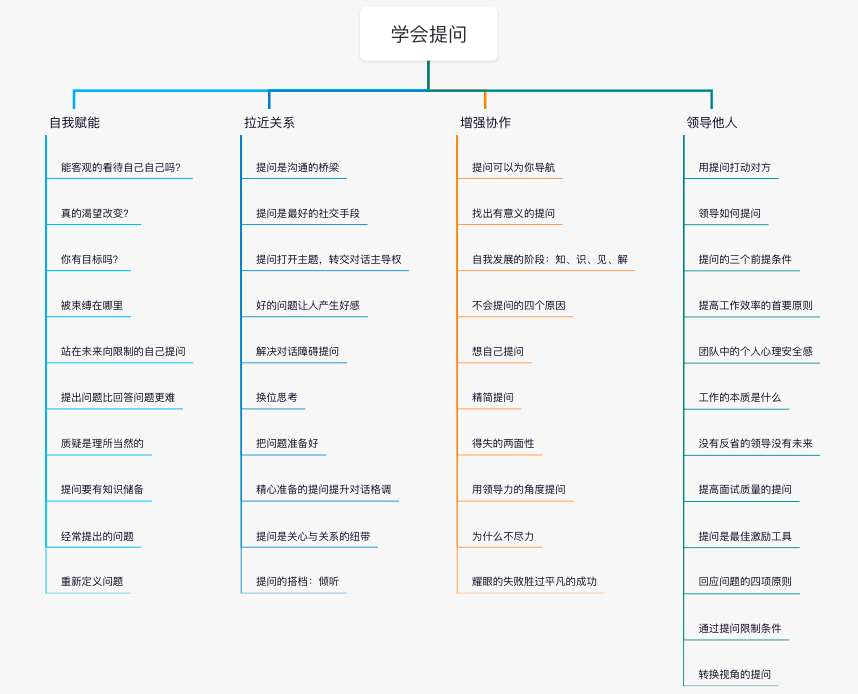 学会提问
自我赋能
能客观的看待自己自己吗?
真的渴望改变?
你有目标吗?
被束缚在哪里
站在未来向限制的自己提问
提出问题比回答问题更难
质疑是理所当然的
提问要有知识储备
经常提出的问题
重新定义问题
拉近关系
提问是沟通的桥梁
提问是最好的社交手段
提问打开主题，转交对话主导权
好的问题让人产生好感
解决对话障碍提问
换位思考
把问题准备好
精心准备的提问提升对话格调
提问是关心与关系的纽带
提问的搭档：倾听
增强协作
提问可以为你导航
找出有意义的提问
自我发展的阶段：知、识、见、解
不会提问的四个原因
想自己提问
精简提问
得失的两面性
用领导力的角度提问
为什么不尽力
耀眼的失败胜过平凡的成功
领导他人
用提问打动对方
领导如何提问
提问的三个前提条件
提高工作效率的首要原则
团队中的个人心理安全感
工作的本质是什么
没有反省的领导没有未来
提高面试质量的提问
提问是最佳激励工具
回应问题的四项原则
通过提问限制条件
转换视角的提问